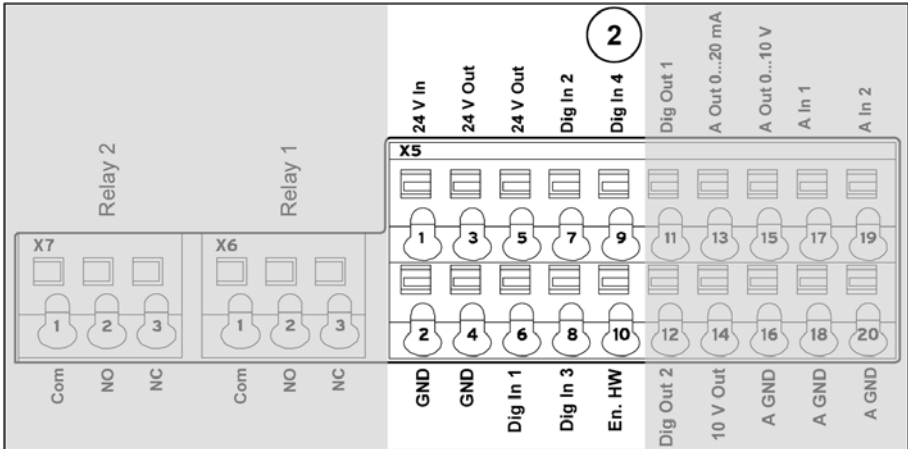 2
24 V In
24 V Out
24 V Out
Dig In 2
Dig In 4
Dig Out 1
A Out 0...20 mA
A Out 0...10 V
A In 1
A In 2
Relay 2
Relay 1
X5
1 3 5 7 9 11 13 15 17 19
X7
X6
1 2 3
1 2 3
2 4 6 8 10 12 14 16 18 20
Com
NO
NC
Com
NO
NC
GND
GND
Dig In 1
Dig In 3
En. HW
Dig Out 2
10 V Out
A GND
A GND
A GND